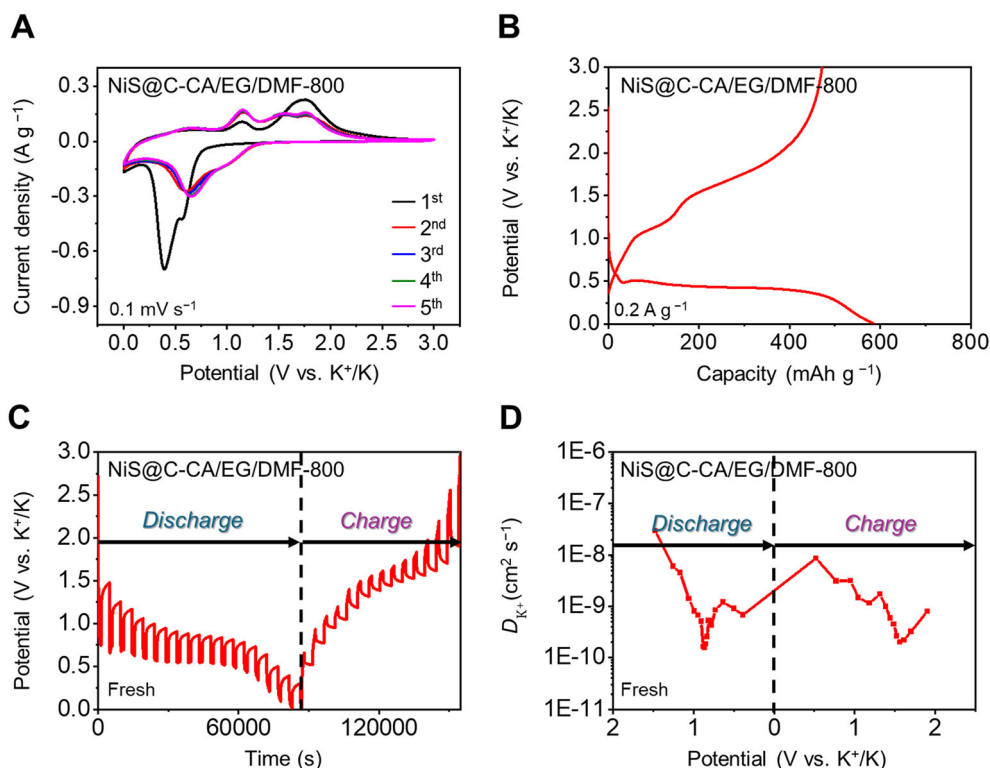 A
NiS@C-CA/EG/DMF-800
0.3
0.0
-0.3
-0.6
-0.9
Current density (A g⁻¹)
1ˢᵗ
2ⁿᵈ
3ʳᵈ
4ᵗʰ
5ᵗʰ
0.1 mV s⁻¹
0.0 0.5 1.0 1.5 2.0 2.5 3.0
Potential (V vs. K⁺/K)
B
NiS@C-CA/EG/DMF-800
3.0
2.5
2.0
1.5
1.0
0.5
0.0
Potential (V vs. K⁺/K)
0.2 A g⁻¹
0 200 400 600 800
Capacity (mAh g⁻¹)
C
NiS@C-CA/EG/DMF-800
3.0
2.5
2.0
1.5
1.0
0.5
0.0
Potential (V vs. K⁺/K)
Discharge
Charge
Fresh
0 60000 120000
Time (s)
D
NiS@C-CA/EG/DMF-800
1E-6
1E-7
1E-8
1E-9
1E-10
1E-11
D_K⁺ (cm² s⁻¹)
Discharge
Charge
Fresh
2 1 0 1 2
Potential (V vs. K⁺/K)